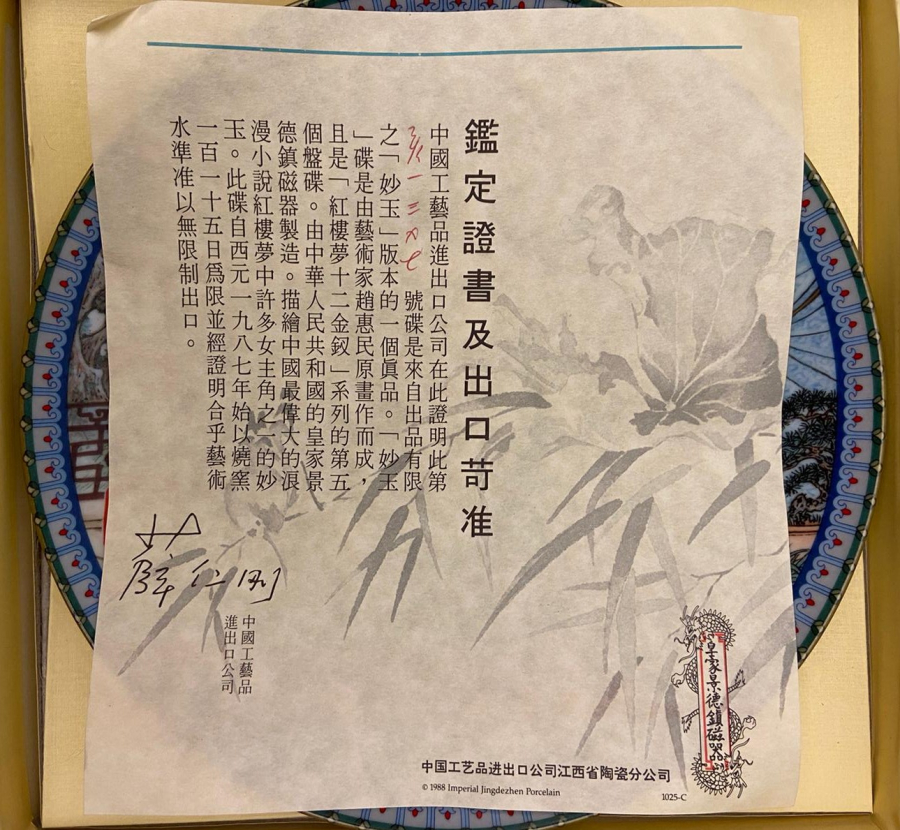 鑑定證書及出口苛准
中國工藝品進出口公司在此證明此第
號碟是來自出品有限
之「妙玉」版本的一個眞品。「妙玉
」碟是由藝術家趙惠民原畫作而成，
且是「紅樓夢十二金釵」系列的第五
個盤碟。由中華人民共和國的皇家景
德鎮磁器製造。描繪中國最偉大的浪
漫小說紅樓夢中許多女主角之一的妙
玉。此碟自西元一九八七年始以燒窯
一百一十五日爲限並經證明合乎藝術
水準准以無限制出口。
中國工藝品
進出口公司
皇家景德鎮磁器
中国工艺品进出口公司江西省陶瓷分公司
© 1988 Imperial Jingdezhen Porcelain
1025-C